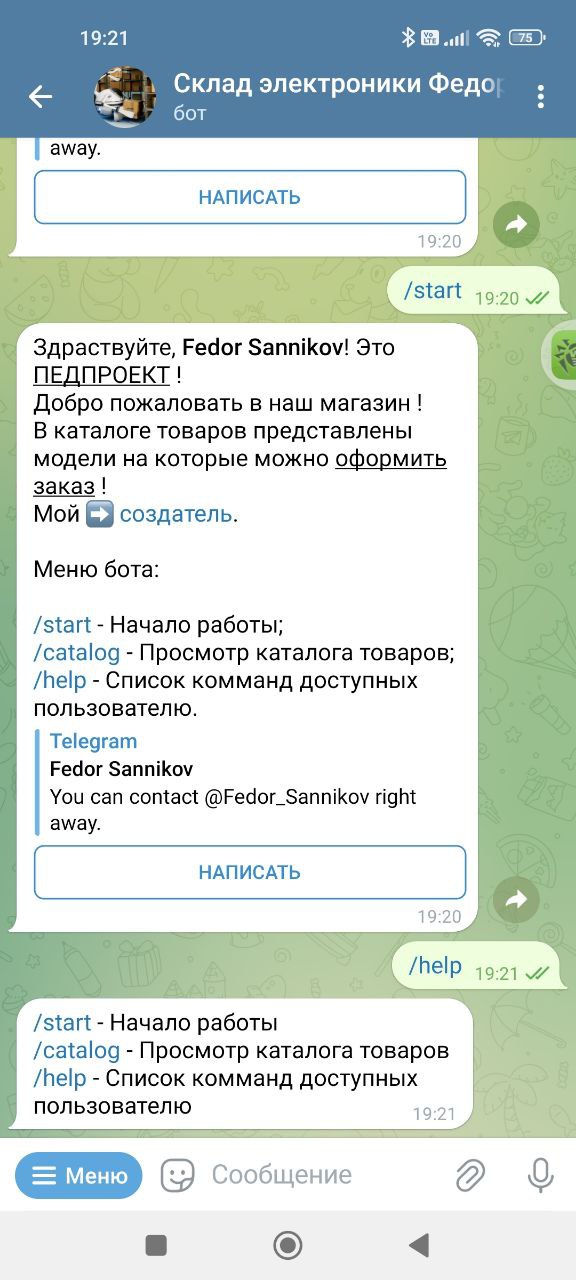 19:21
Vo LTE
75
Склад электроники Федор
бот
away.
НАПИСАТЬ
19:20
/start 19:20
Здраствуйте, Fedor Sannikov! Это
ПЕДПРОЕКТ !
Добро пожаловать в наш магазин !
В каталоге товаров представлены
модели на которые можно оформить
заказ !
Мой ➡ создатель.
Меню бота:
/start - Начало работы;
/catalog - Просмотр каталога товаров;
/help - Список комманд доступных
пользователю.
Telegram
Fedor Sannikov
You can contact @Fedor_Sannikov right
away.
НАПИСАТЬ
19:20
/help 19:21
/start - Начало работы
/catalog - Просмотр каталога товаров
/help - Список комманд доступных
пользователю
19:21
Меню
Сообщение